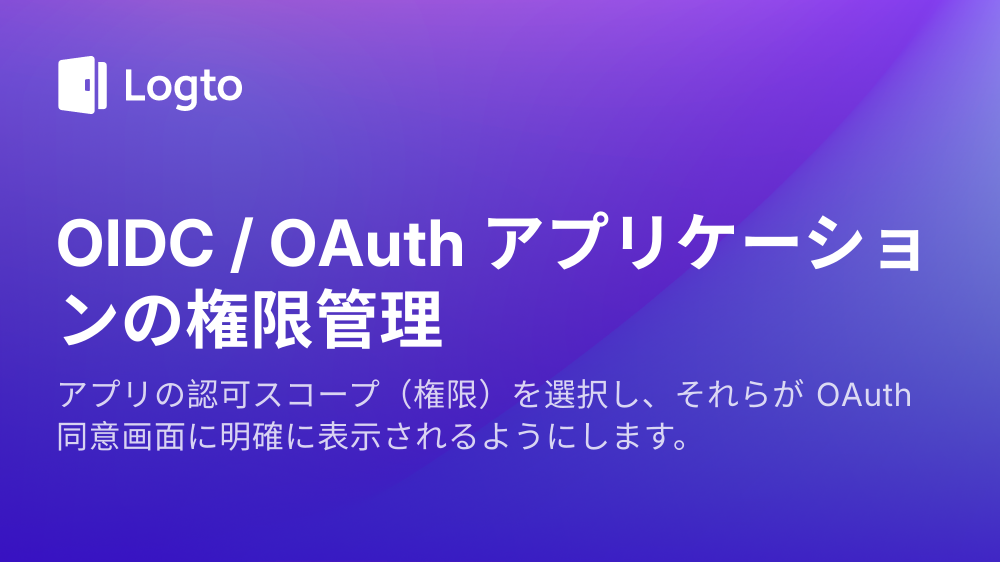 Logto
OIDC / OAuth アプリケーショ
ンの権限管理
アプリの認可スコープ（権限）を選択し、それらが OAuth
同意画面に明確に表示されるようにします。